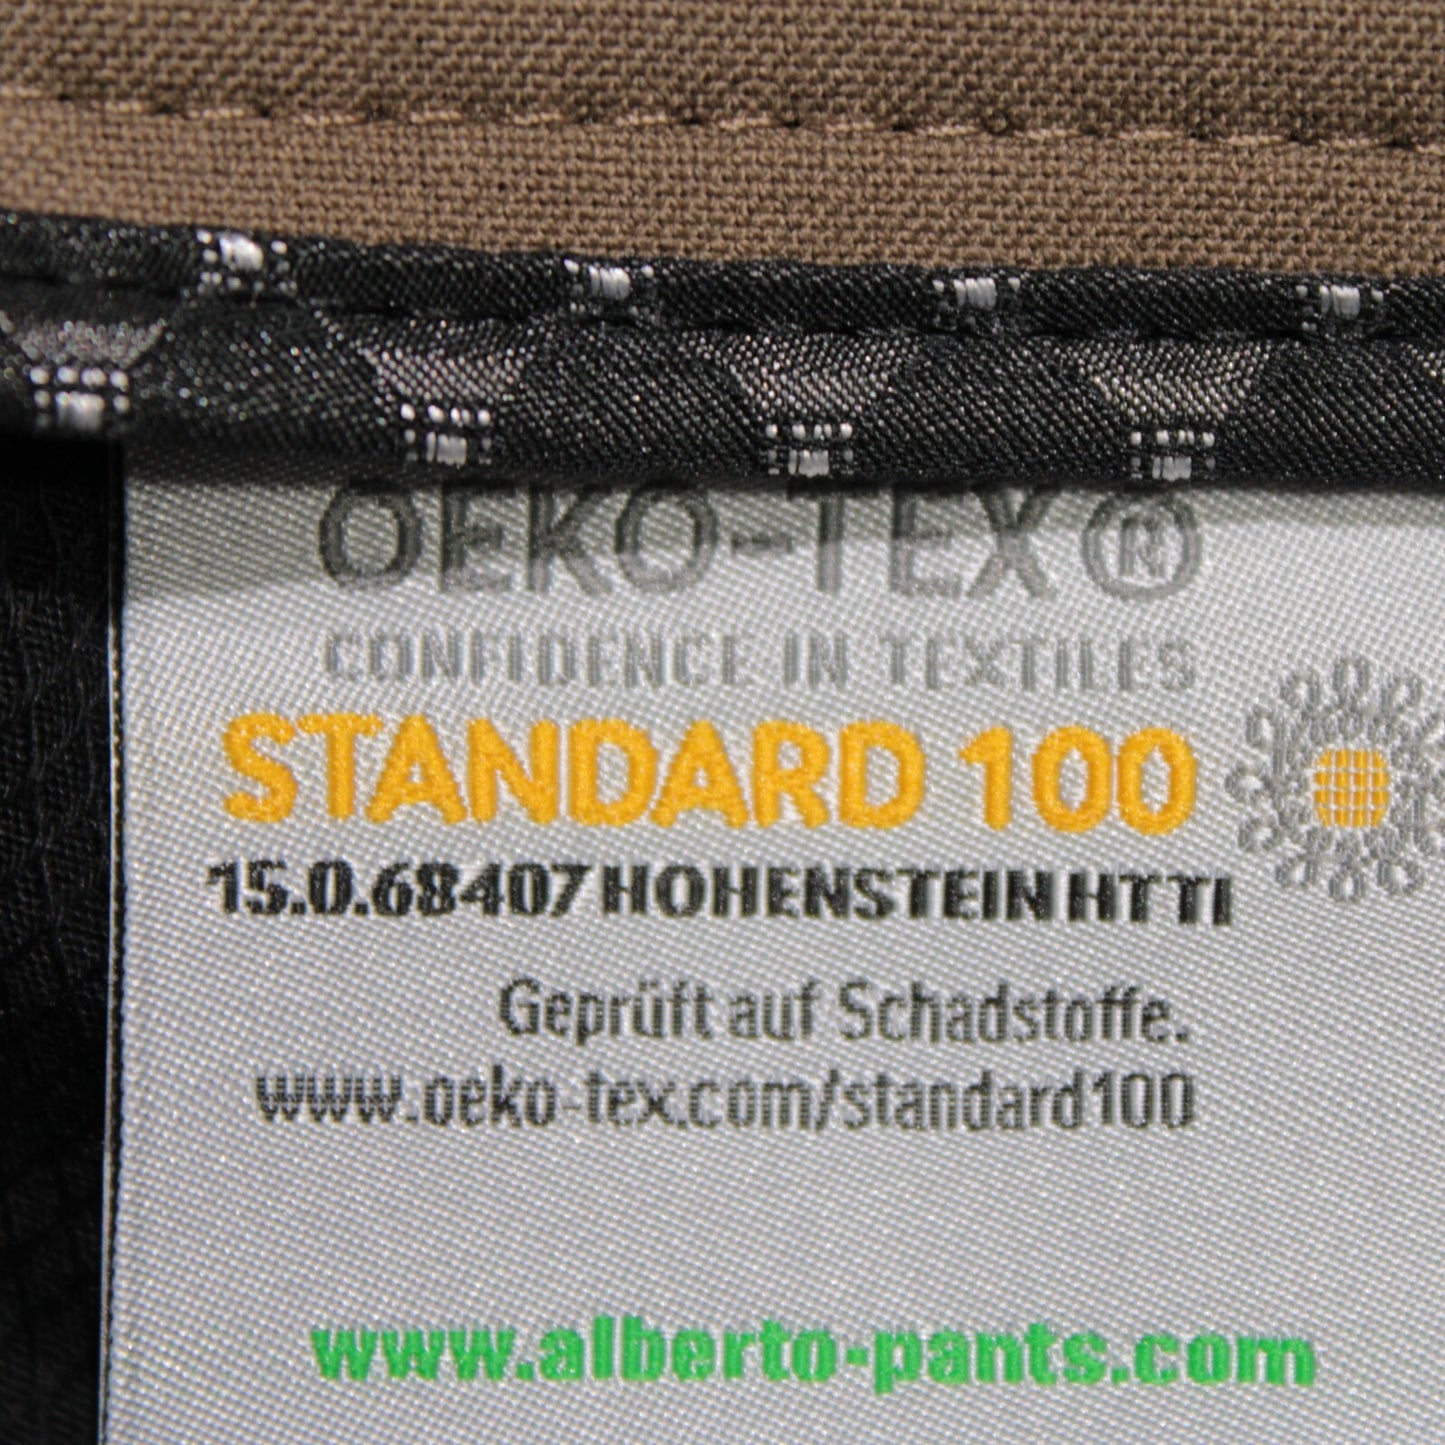 OEKO-TEX®
CONFIDENCE IN TEXTILES
STANDARD 100
15.0.68407 HOHENSTEIN HTTI
Geprüft auf Schadstoffe.
www.oeko-tex.com/standard100
www.alberto-pants.com